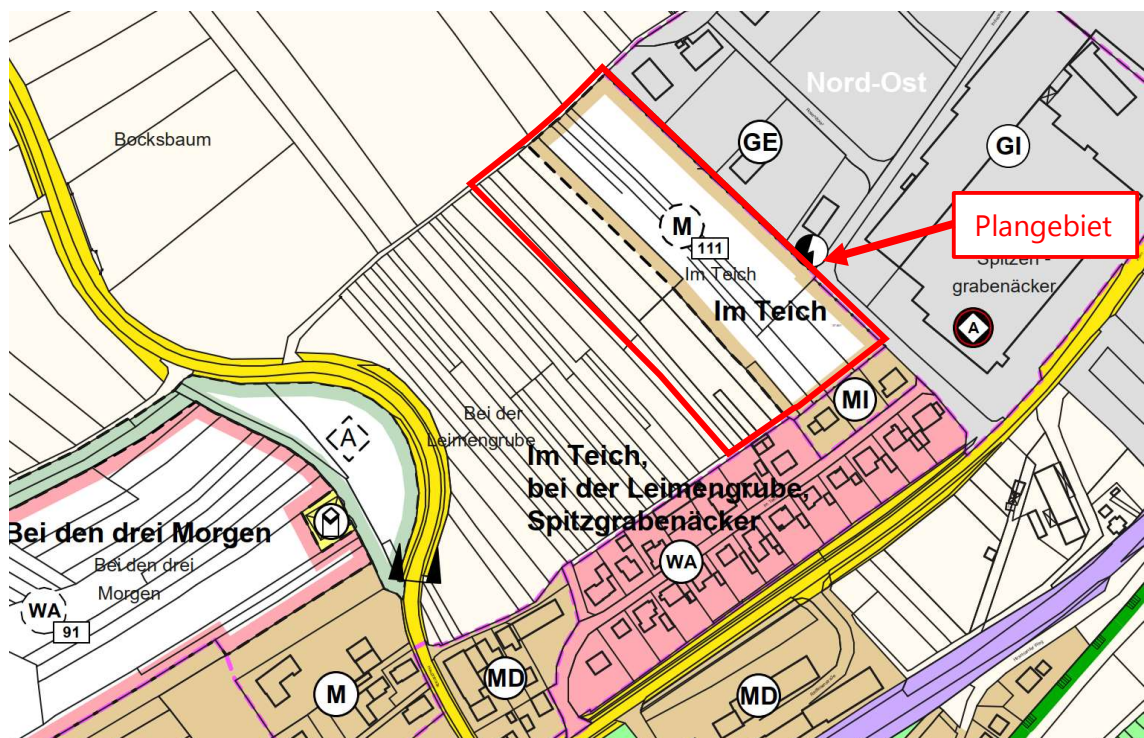 Nord-Ost
Bocksbaum
GE
GI
Plangebiet
M
111
Im Teich
Spitzen -
grabenäcker
Im Teich
A
MI
Bei der
Leimengrube
A
Im Teich,
bei der Leimengrube,
Spitzgrabenäcker
Bei den drei Morgen
Bei den drei
Morgen
WA
WA
91
M
MD
MD